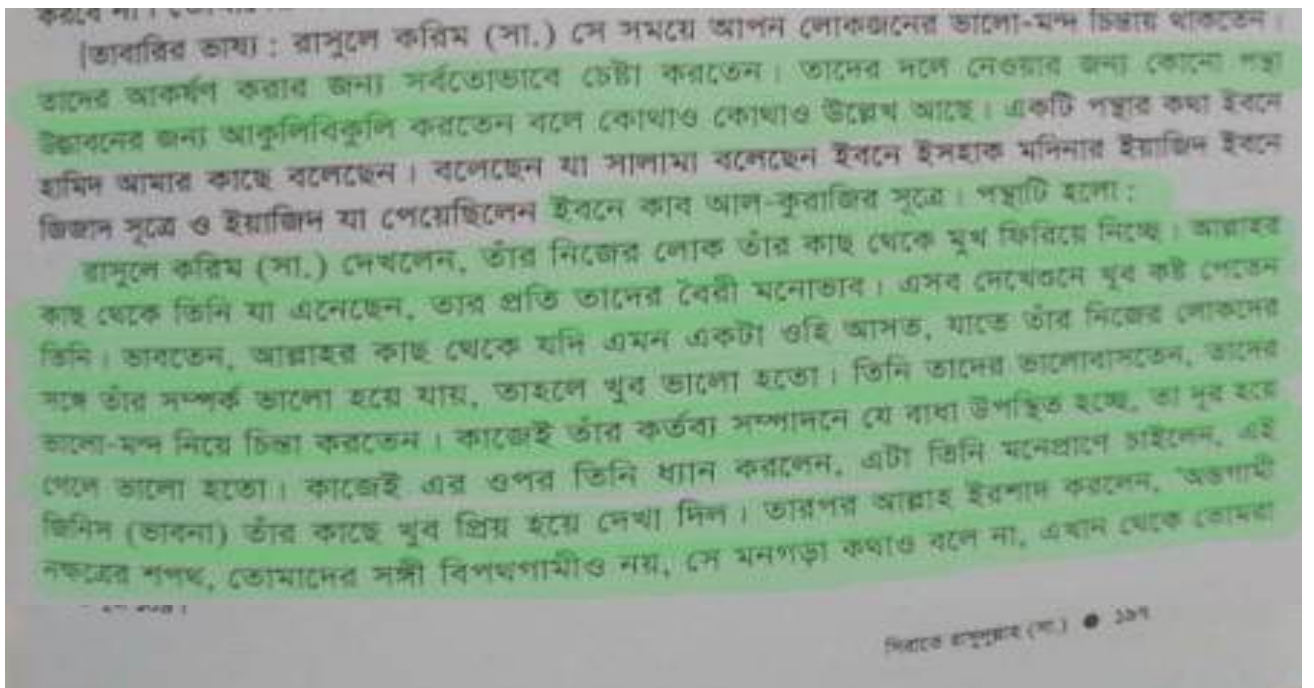 করবে না।
[তাবারির ভাষ্য : রাসুলে করিম (সা.) সে সময়ে আপন লোকজনের ভালো-মন্দ চিন্তায় থাকতেন।
তাদের আকর্ষণ করার জন্য সর্বতোভাবে চেষ্টা করতেন। তাদের দলে নেওয়ার জন্য কোনো পন্থা
উদ্ভাবনের জন্য আকুলিবিকুলি করতেন বলে কোথাও কোথাও উল্লেখ আছে। একটি পন্থার কথা ইবনে
হামিদ আমার কাছে বলেছেন। বলেছেন যা সালামা বলেছেন ইবনে ইসহাক মদিনার ইয়াজিদ ইবনে
জিজাদ সূত্রে ও ইয়াজিদ যা পেয়েছিলেন ইবনে কাব আল-কুরাজির সূত্রে। পন্থাটি হলো :
রাসুলে করিম (সা.) দেখলেন, তাঁর নিজের লোক তাঁর কাছ থেকে মুখ ফিরিয়ে নিচ্ছে। আল্লাহর
কাছ থেকে তিনি যা এনেছেন, তার প্রতি তাদের বৈরী মনোভাব। এসব দেখেশুনে খুব কষ্ট পেতেন
তিনি। ভাবতেন, আল্লাহর কাছ থেকে যদি এমন একটা ওহি আসত, যাতে তাঁর নিজের লোকদের
সঙ্গে তাঁর সম্পর্ক ভালো হয়ে যায়, তাহলে খুব ভালো হতো। তিনি তাদের ভালোবাসতেন, তাদের
ভালো-মন্দ নিয়ে চিন্তা করতেন। কাজেই তাঁর কর্তব্য সম্পাদনে যে বাধা উপস্থিত হচ্ছে, তা দূর হয়ে
গেলে ভালো হতো। কাজেই এর ওপর তিনি ধ্যান করলেন, এটা তিনি মনেপ্রাণে চাইলেন, এই
জিনিস (ভাবনা) তাঁর কাছে খুব প্রিয় হয়ে দেখা দিল। তারপর আল্লাহ ইরশাদ করলেন, 'অস্তগামী
নক্ষত্রের শপথ, তোমাদের সঙ্গী বিপথগামীও নয়, সে মনগড়া কথাও বলে না, এখান থেকে তোমরা
সিরাতে রাসুলুল্লাহ (সা.) ● ১৯৭